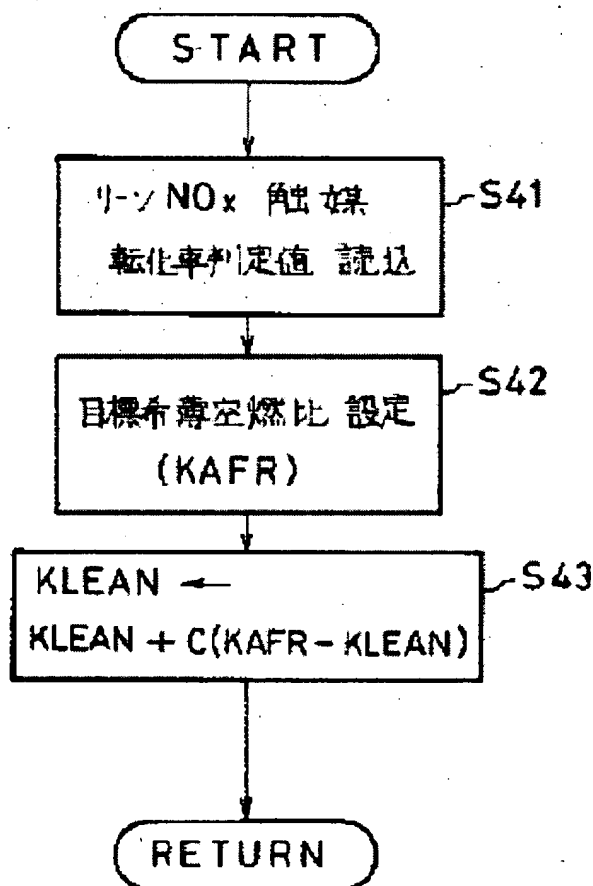 START
リーンNOx 触媒
転化率判定値 読込
S41
目標希薄空燃比 設定
(KAFR)
S42
KLEAN ←
KLEAN + C(KAFR - KLEAN)
S43
RETURN